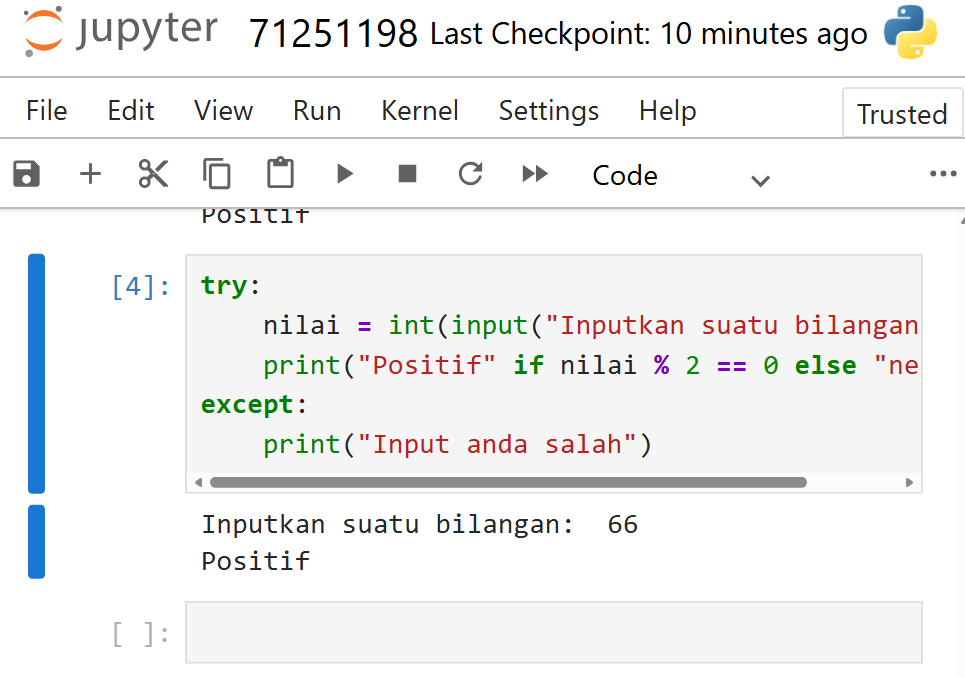 jupyter 71251198 Last Checkpoint: 10 minutes ago
File Edit View Run Kernel Settings Help Trusted
Code
Positif
[4]: try:
    nilai = int(input("Inputkan suatu bilangan
    print("Positif" if nilai % 2 == 0 else "ne
except:
    print("Input anda salah")
Inputkan suatu bilangan:  66
Positif
[ ]: